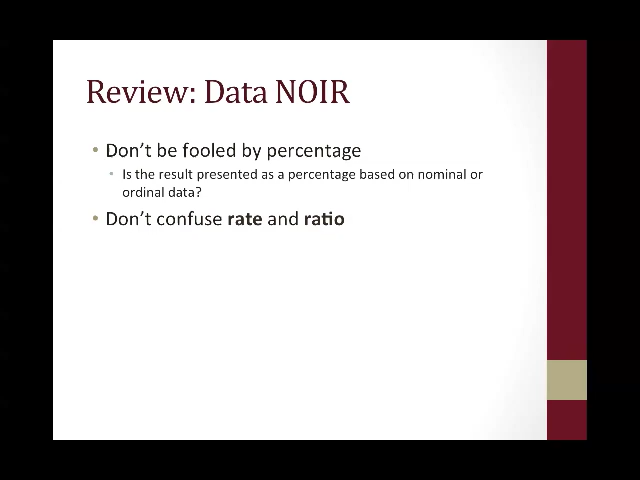 Review: Data NOIR
• Don't be fooled by percentage
• Is the result presented as a percentage based on nominal or
ordinal data?
• Don't confuse rate and ratio